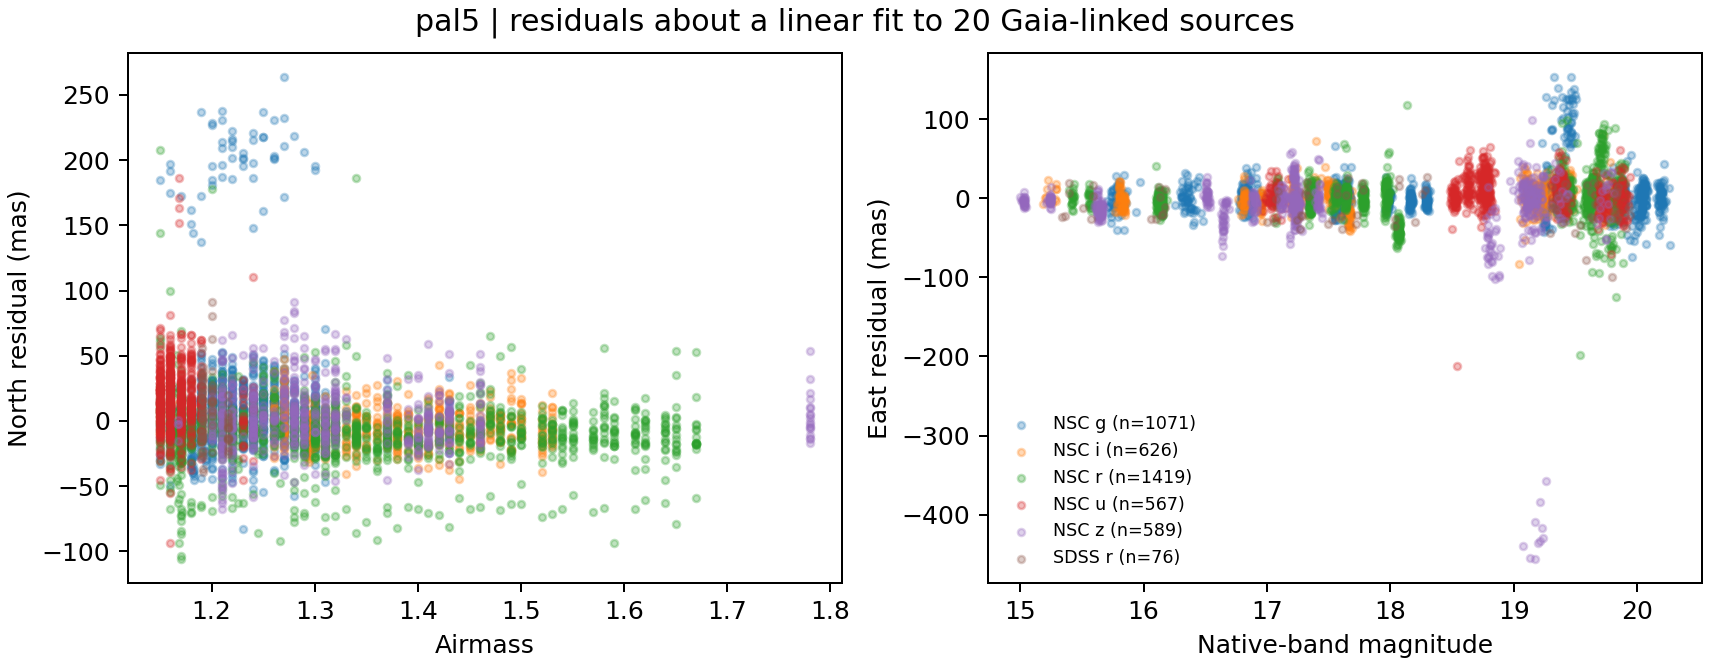 pal5 | residuals about a linear fit to 20 Gaia-linked sources
North residual (mas)
250
200
150
100
50
0
−50
−100
1.2 1.3 1.4 1.5 1.6 1.7 1.8
Airmass
East residual (mas)
100
0
−100
−200
−300
−400
NSC g (n=1071)
NSC i (n=626)
NSC r (n=1419)
NSC u (n=567)
NSC z (n=589)
SDSS r (n=76)
15 16 17 18 19 20
Native-band magnitude